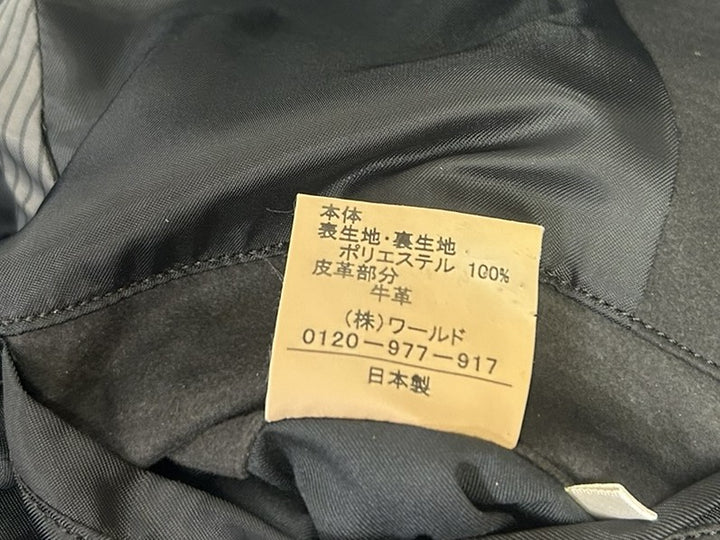 本体
表生地・裏生地
ポリエステル 100%
皮革部分
牛革
(株)ワールド
0120-977-917
日本製